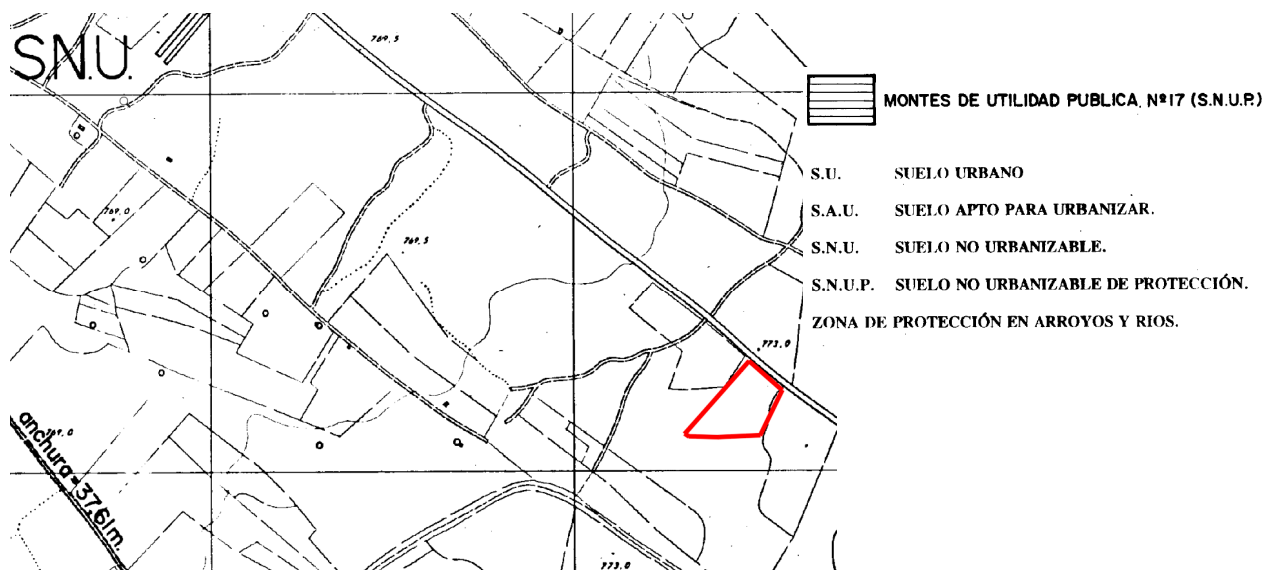 S.N.U.
769,5
769,0
769,5
769,0
anchura=37,61m.
773,0
773,0
MONTES DE UTILIDAD PUBLICA, Nº17 (S.N.U.P.)
S.U. SUELO URBANO
S.A.U. SUELO APTO PARA URBANIZAR.
S.N.U. SUELO NO URBANIZABLE.
S.N.U.P. SUELO NO URBANIZABLE DE PROTECCIÓN.
ZONA DE PROTECCIÓN EN ARROYOS Y RIOS.